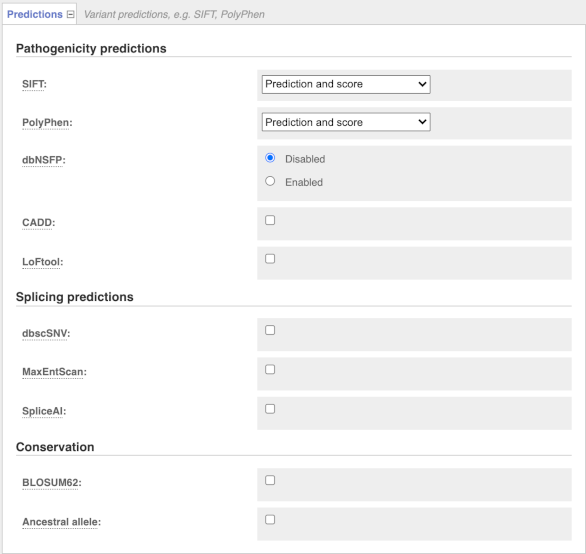 Predictions Variant predictions, e.g. SIFT, PolyPhen
Pathogenicity predictions
SIFT: Prediction and score
PolyPhen: Prediction and score
dbNSFP: Disabled
Enabled
CADD:
LoFtool:
Splicing predictions
dbscSNV:
MaxEntScan:
SpliceAI:
Conservation
BLOSUM62:
Ancestral allele: